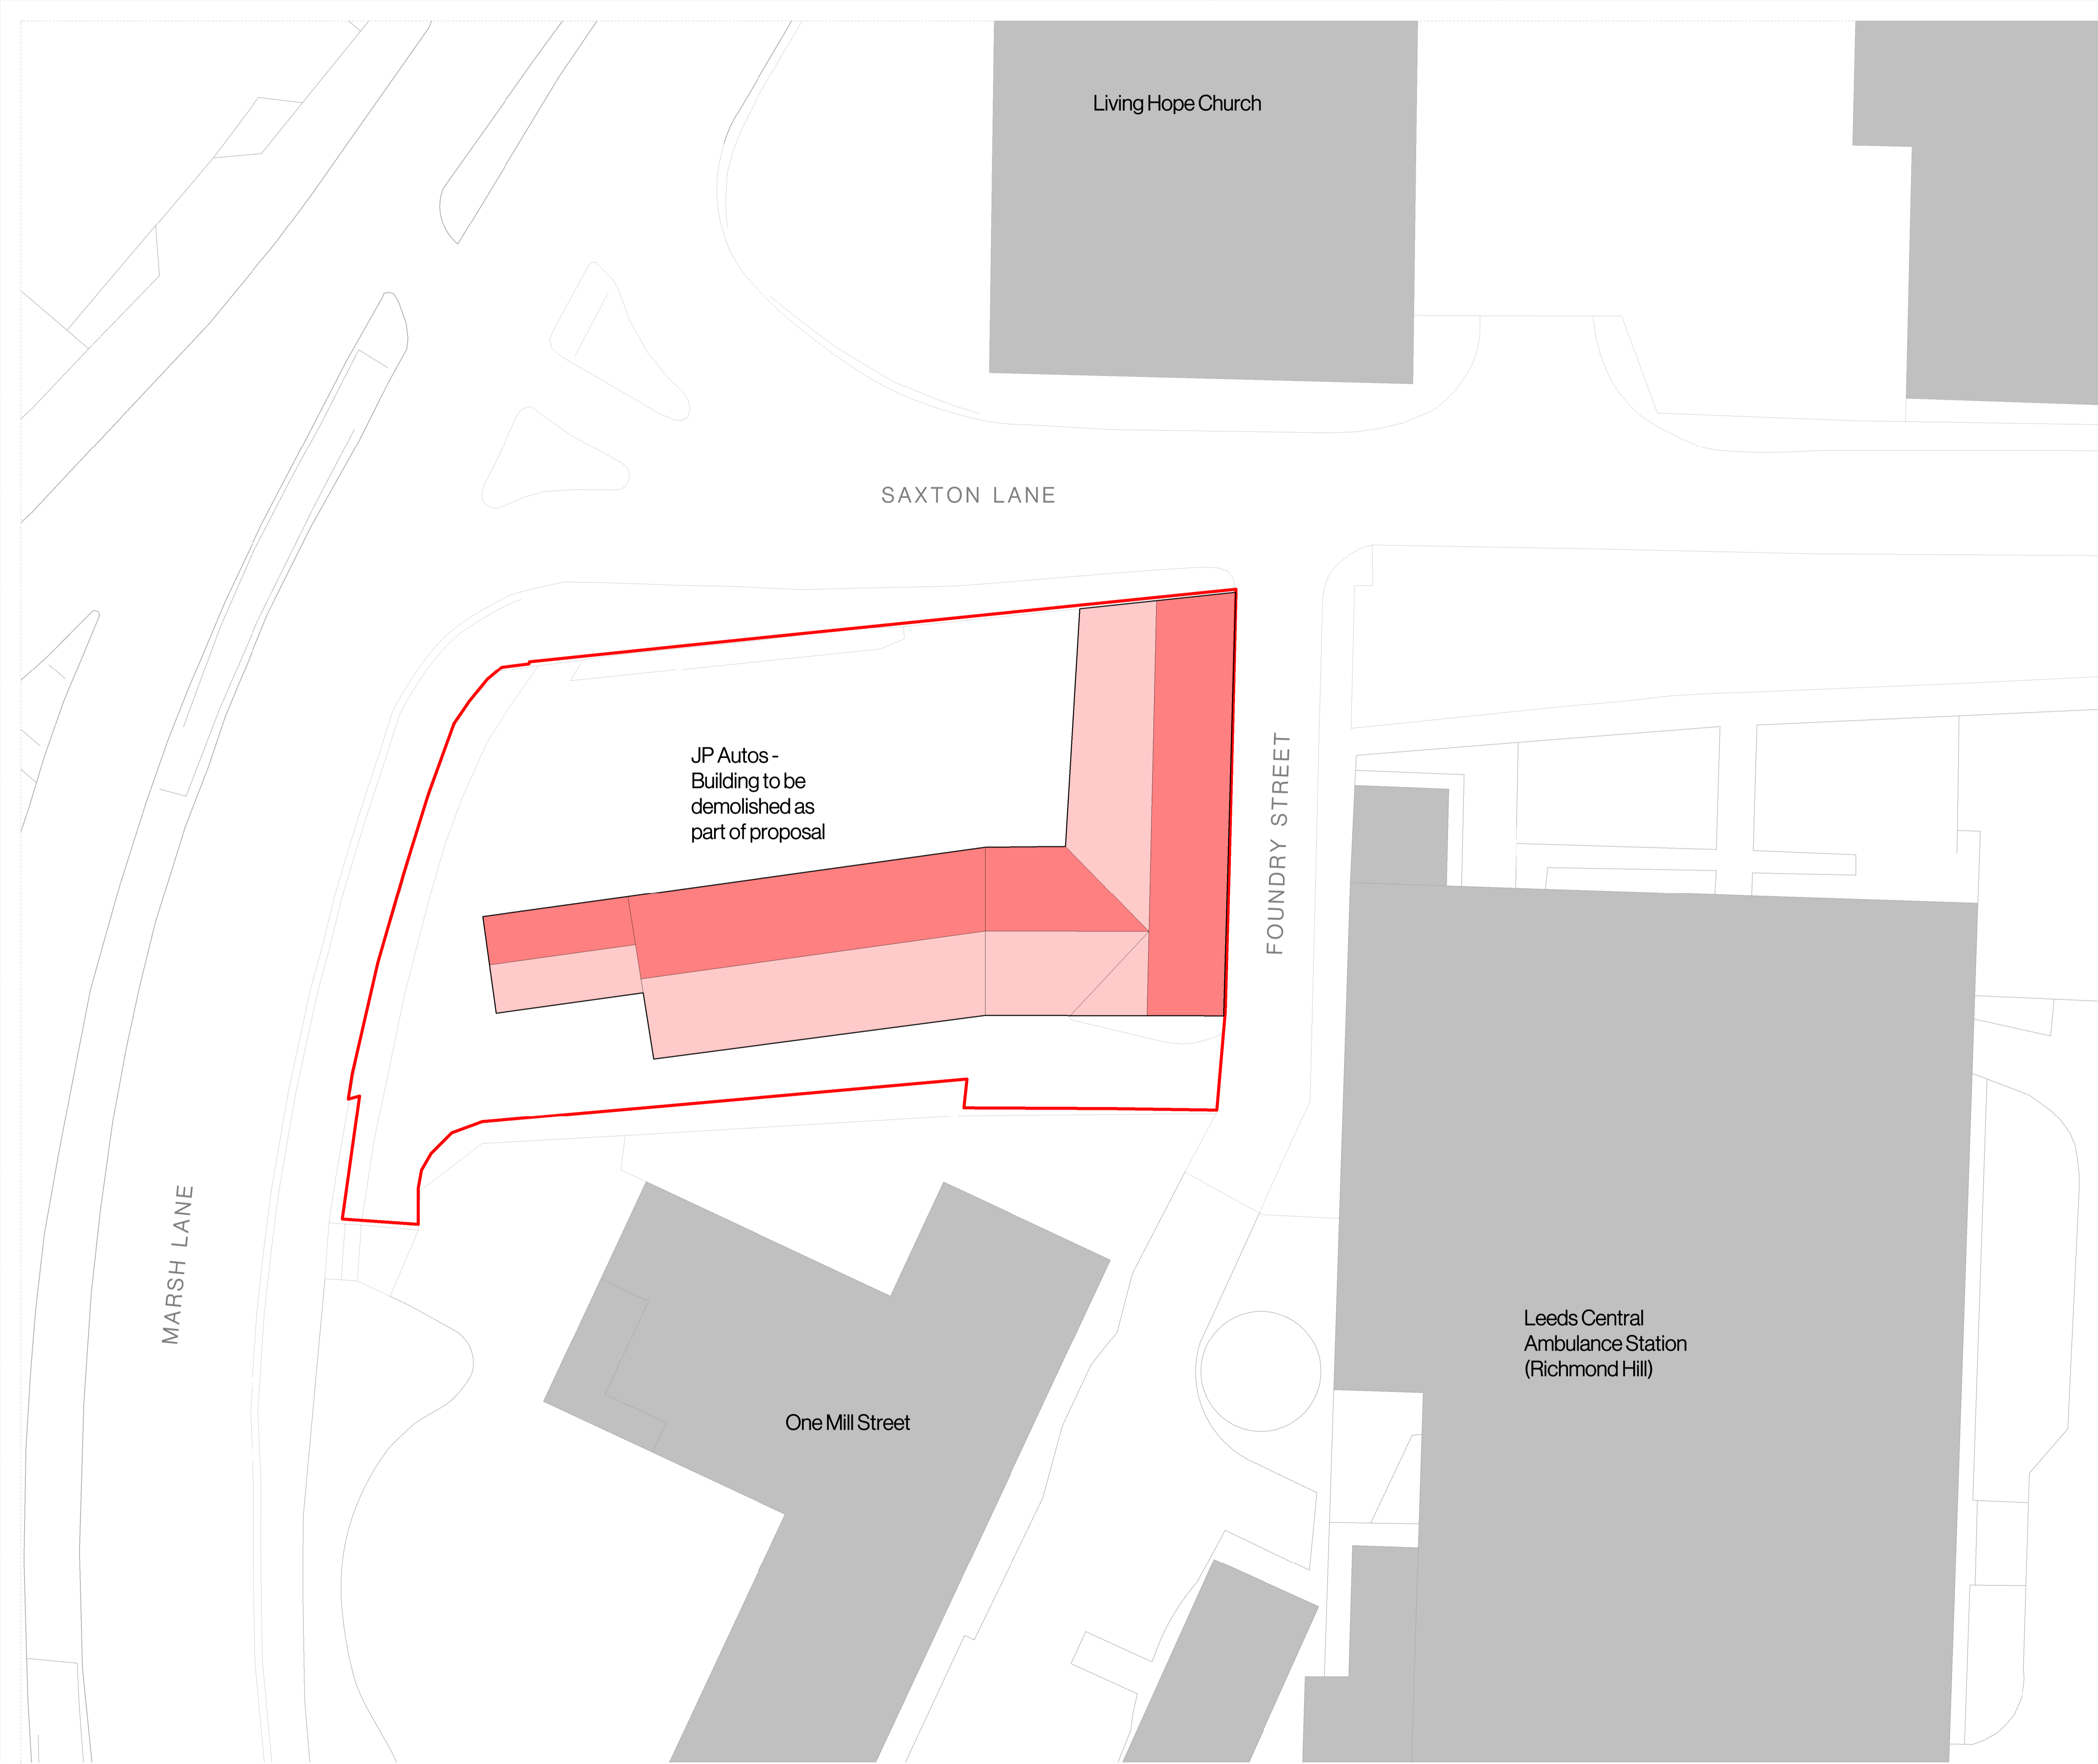 Living Hope Church
SAXTON LANE
JP Autos -
Building to be
demolished as
part of proposal
FOUNDRY STREET
MARSH LANE
Leeds Central
Ambulance Station
(Richmond Hill)
One Mill Street